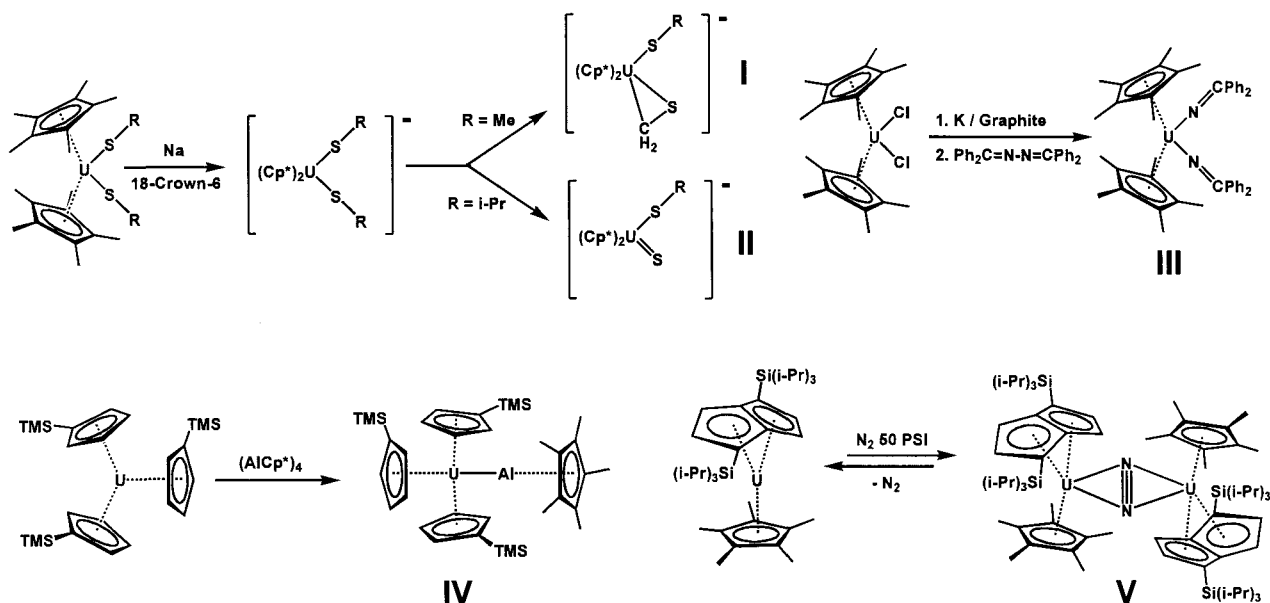 R
S
U
S
R
Na
18-Crown-6
R
S
(Cp*)₂U
S
R
-
R = Me
R = i-Pr
R
S
(Cp*)₂U
S
CH₂
-
I
R
S
(Cp*)₂U
S
-
II
U
Cl
Cl
1. K / Graphite
2. Ph₂C=N-N=CPh₂
CPh₂
N
U
N
CPh₂
III
TMS
TMS
U
TMS
(AlCp*)₄
TMS
TMS
U
Al
TMS
IV
Si(i-Pr)₃
(i-Pr)₃Si
U
N₂ 50 PSI
- N₂
(i-Pr)₃Si
N
(i-Pr)₃Si
U
U
N
Si(i-Pr)₃
Si(i-Pr)₃
V